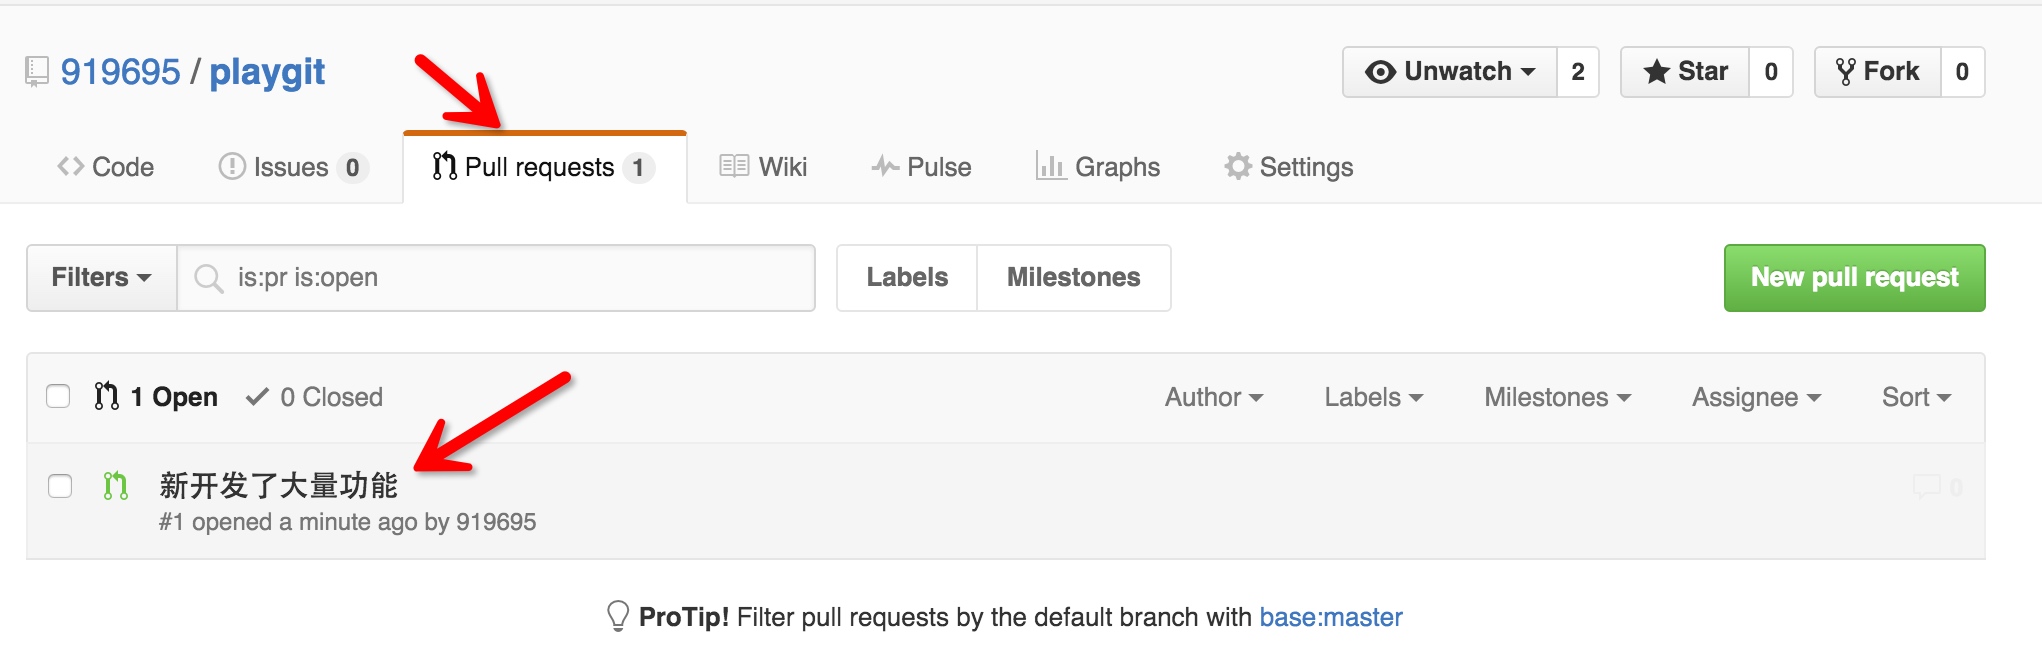 919695 / playgit
Unwatch 2 Star 0 Fork 0
Code Issues 0 Pull requests 1 Wiki Pulse Graphs Settings
Filters is:pr is:open Labels Milestones New pull request
1 Open 0 Closed Author Labels Milestones Assignee Sort
新开发了大量功能 0
#1 opened a minute ago by 919695
ProTip! Filter pull requests by the default branch with base:master